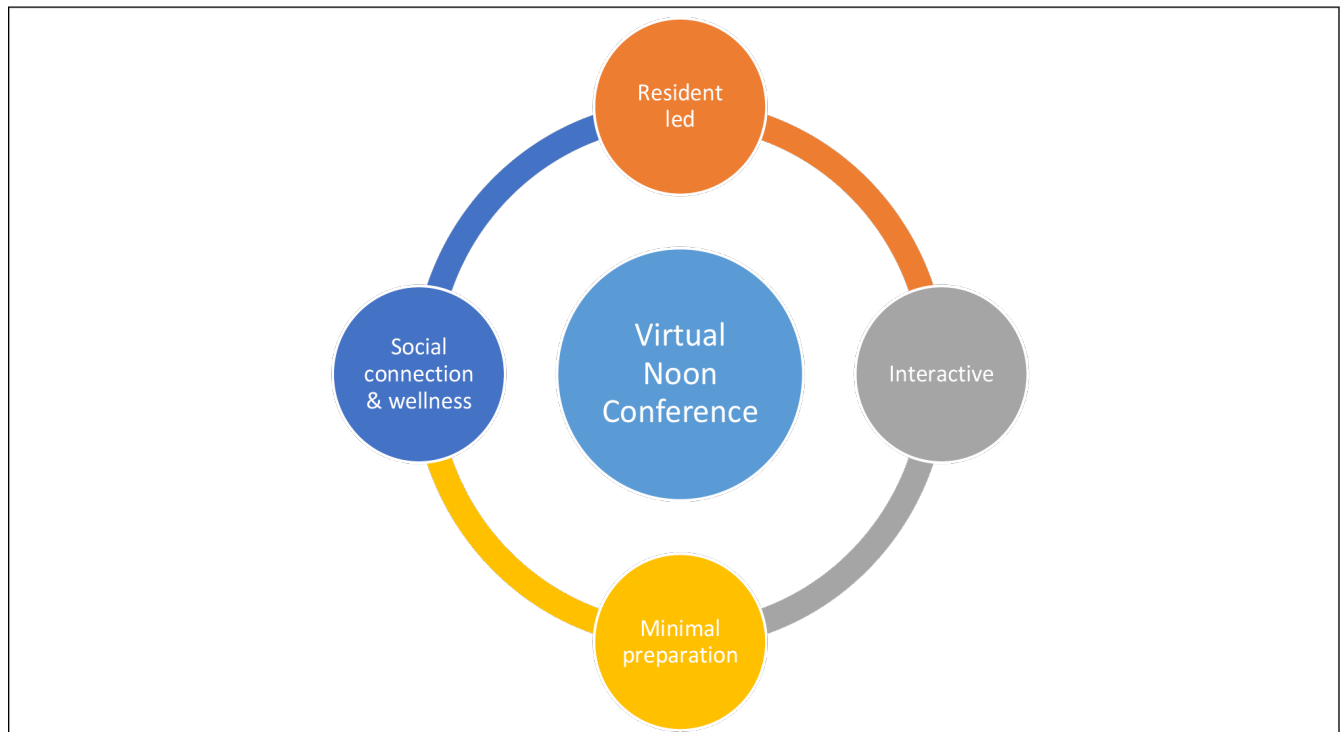 Resident
led
Social
connection
& wellness
Virtual
Noon
Conference
Interactive
Minimal
preparation